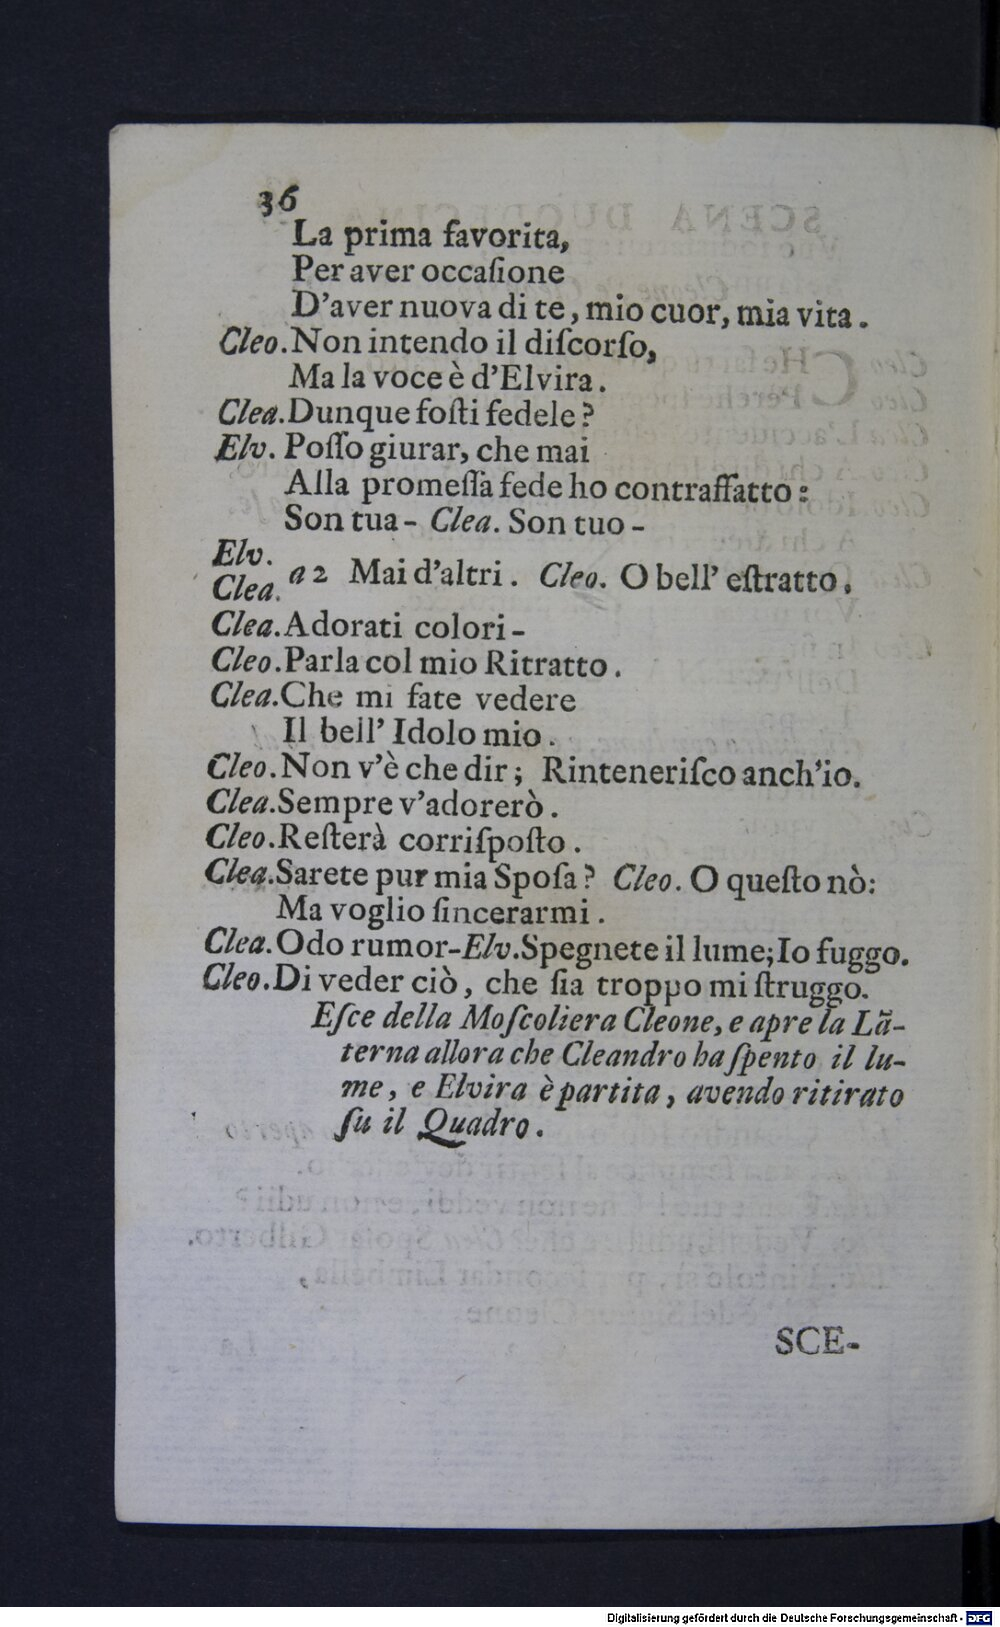 36
La prima favorita,
Per aver occaſione
D'aver nuova di te, mio cuor, mia vita.
Cleo. Non intendo il diſcorſo,
Ma la voce è d'Elvira.
Clea. Dunque foſti fedele?
Elv. Poſſo giurar, che mai
Alla promeſſa fede ho contraffatto:
Son tua- Clea. Son tuo-
Elv.
Clea. a 2 Mai d'altri. Cleo. O bell' eſtratto.
Clea. Adorati colori-
Cleo. Parla col mio Ritratto.
Clea. Che mi fate vedere
Il bell' Idolo mio.
Cleo. Non v'è che dir; Rinteneriſco anch'io.
Clea. Sempre v'adorerò.
Cleo. Reſterà corriſpoſto.
Clea. Sarete pur mia Spoſa? Cleo. O queſto nò:
Ma voglio ſincerarmi.
Clea. Odo rumor-Elv. Spegnete il lume; Io fuggo.
Cleo. Di veder ciò, che ſia troppo mi ſtruggo.
Eſce della Moſcoliera Cleone, e apre la Lã-
terna allora che Cleandro ha ſpento il lu-
me, e Elvira è partita, avendo ritirato
ſu il Quadro.
SCE-
Digitalisierung gefördert durch die Deutsche Forschungsgemeinschaft - DFG